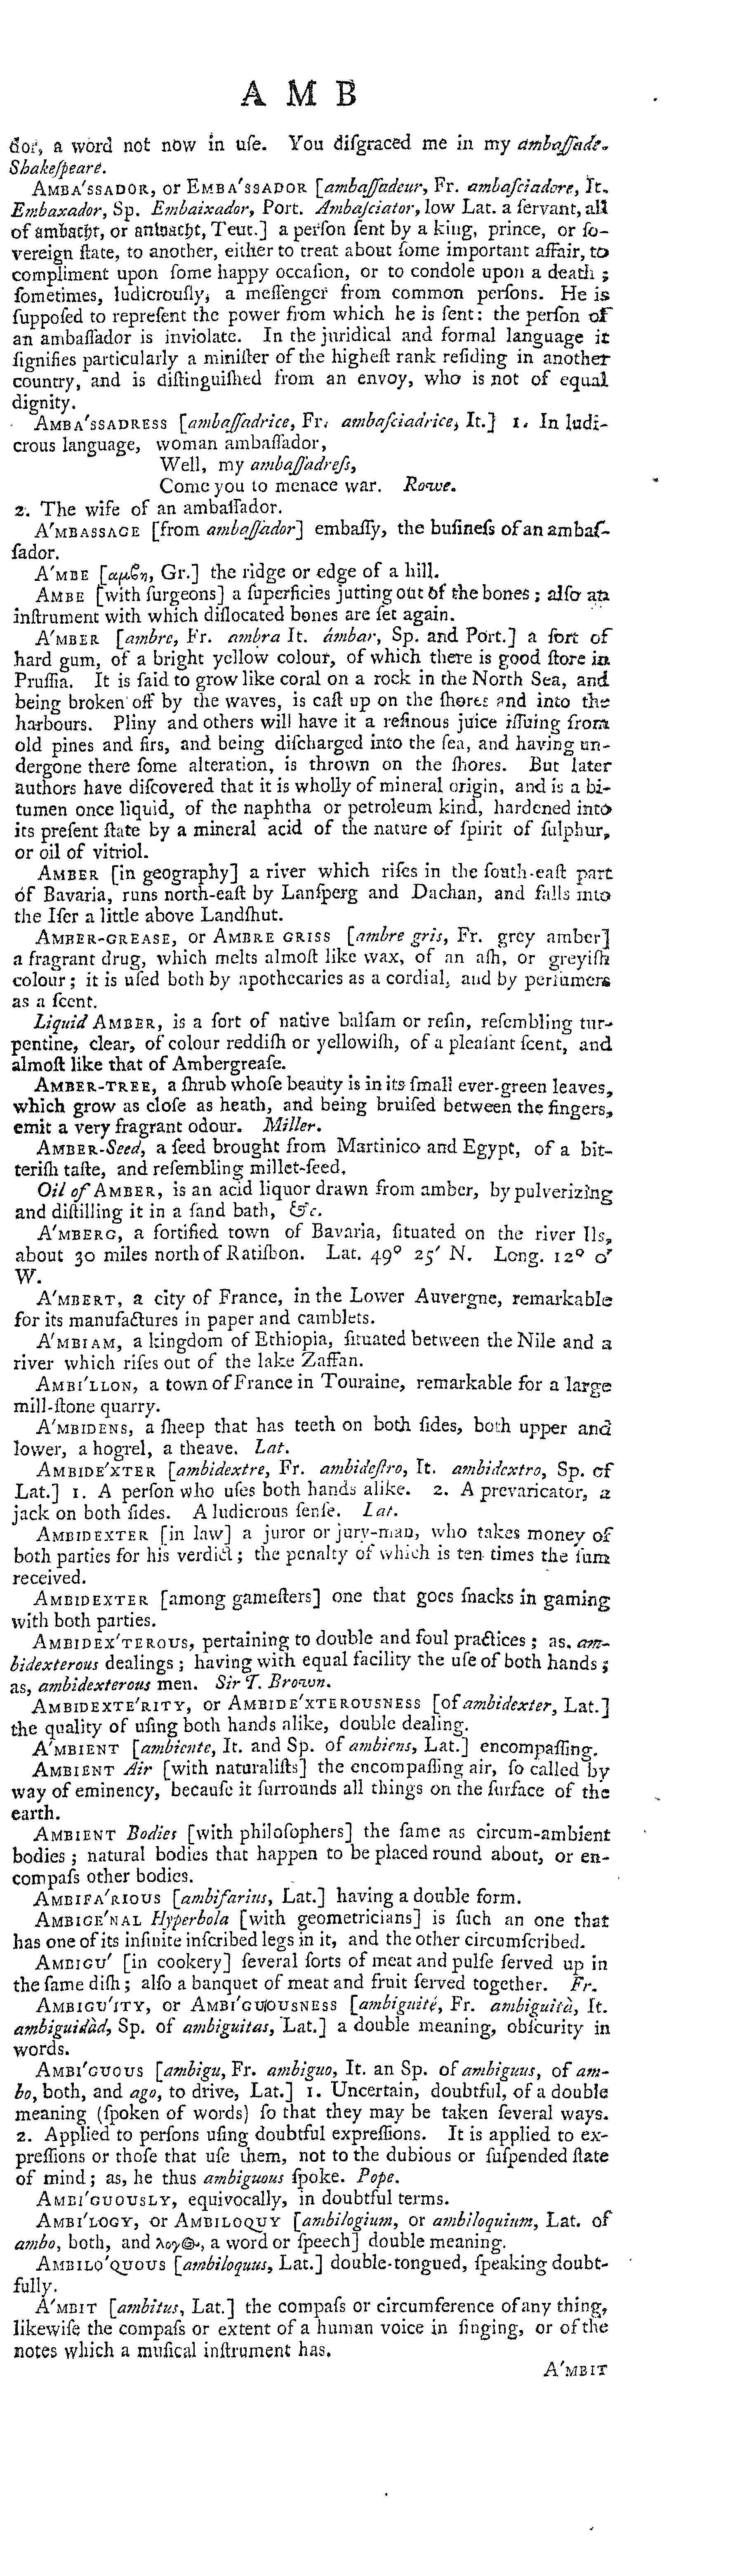 A M B
dor, a word not now in uſe. You diſgraced me in my ambaſſade.
Shakeſpeare.
AMBA′SSADOR, or EMBA′SSADOR [ambaſſadeur, Fr. ambaſciadore, It.
Embaxador, Sp. Embaixador, Port. Ambaſciator, low Lat. a ſervant, all
of ambacht, or antwacht, Teut.] a perſon ſent by a king, prince, or ſo-
vereign ſtate, to another, either to treat about ſome important affair, to
compliment upon ſome happy occaſion, or to condole upon a death ;
ſometimes, ludicrouſly, a meſſenger from common perſons. He is
ſuppoſed to repreſent the power from which he is ſent: the perſon of
an ambaſſador is inviolate. In the juridical and formal language it
ſignifies particularly a miniſter of the higheſt rank reſiding in another
country, and is diſtinguiſhed from an envoy, who is not of equal
dignity.
AMBA′SSADRESS [ambaſſadrice, Fr. ambaſciadrice, It.] 1. In ludi-
crous language, woman ambaſſador,
Well, my ambaſſadreſs,
Come you to menace war. Rowe.
2. The wife of an ambaſſador.
A′MBASSAGE [from ambaſſador] embaſſy, the buſineſs of an ambaſ-
ſador.
A′MBE [αμβη, Gr.] the ridge or edge of a hill.
AMBE [with ſurgeons] a ſuperficies jutting out of the bones ; alſo an
inſtrument with which diſlocated bones are ſet again.
A′MBER [ambre, Fr. ambra It. ámbar, Sp. and Port.] a ſort of
hard gum, of a bright yellow colour, of which there is good ſtore in
Pruſſia. It is ſaid to grow like coral on a rock in the North Sea, and
being broken off by the waves, is caſt up on the ſhores and into the
harbours. Pliny and others will have it a reſinous juice iſſuing from
old pines and firs, and being diſcharged into the ſea, and having un-
dergone there ſome alteration, is thrown on the ſhores. But later
authors have diſcovered that it is wholly of mineral origin, and is a bi-
tumen once liquid, of the naphtha or petroleum kind, hardened into
its preſent ſtate by a mineral acid of the nature of ſpirit of ſulphur,
or oil of vitriol.
AMBER [in geography] a river which riſes in the ſouth-eaſt part
of Bavaria, runs north-eaſt by Lanſperg and Dachan, and falls into
the Iſer a little above Landſhut.
AMBER-GREASE, or AMBRE GRISS [ambre gris, Fr. grey amber]
a fragrant drug, which melts almoſt like wax, of an aſh, or greyiſh
colour ; it is uſed both by apothecaries as a cordial, and by perfumers
as a ſcent.
Liquid AMBER, is a ſort of native balſam or reſin, reſembling tur-
pentine, clear, of colour reddiſh or yellowiſh, of a pleaſant ſcent, and
almoſt like that of Ambergreaſe.
AMBER-TREE, a ſhrub whoſe beauty is in its ſmall ever-green leaves,
which grow as cloſe as heath, and being bruiſed between the fingers,
emit a very fragrant odour. Miller.
AMBER-Seed, a ſeed brought from Martinico and Egypt, of a bit-
teriſh taſte, and reſembling millet-ſeed.
Oil of AMBER, is an acid liquor drawn from amber, by pulverizing
and diſtilling it in a ſand bath, &c.
A′MBERG, a fortified town of Bavaria, ſituated on the river Ils,
about 30 miles north of Ratiſbon. Lat. 49° 25′ N. Long. 12° 0′
W.
A′MBERT, a city of France, in the Lower Auvergne, remarkable
for its manufactures in paper and camblets.
A′MBIAM, a kingdom of Ethiopia, ſituated between the Nile and a
river which riſes out of the lake Zaffan.
AMBI′LLON, a town of France in Touraine, remarkable for a large
mill-ſtone quarry.
A′MBIDENS, a ſheep that has teeth on both ſides, both upper and
lower, a hogrel, a theave. Lat.
AMBIDE′XTER [ambidextre, Fr. ambideſtro, It. ambidextro, Sp. of
Lat.] 1. A perſon who uſes both hands alike. 2. A prevaricator, a
jack on both ſides. A ludicrous ſenſe. Lat.
AMBIDEXTER [in law] a juror or jury-man, who takes money of
both parties for his verdict ; the penalty of which is ten times the ſum
received.
AMBIDEXTER [among gameſters] one that goes ſnacks in gaming
with both parties.
AMBIDEX′TEROUS, pertaining to double and foul practices ; as, am-
bidexterous dealings ; having with equal facility the uſe of both hands ;
as, ambidexterous men. Sir T. Brown.
AMBIDEXTE′RITY, or AMBIDE′XTEROUSNESS [of ambidexter, Lat.]
the quality of uſing both hands alike, double dealing.
A′MBIENT [ambiente, It. and Sp. of ambiens, Lat.] encompaſſing.
AMBIENT Air [with naturaliſts] the encompaſſing air, ſo called by
way of eminency, becauſe it ſurrounds all things on the ſurface of the
earth.
AMBIENT Bodies [with philoſophers] the ſame as circum-ambient
bodies ; natural bodies that happen to be placed round about, or en-
compaſs other bodies.
AMBIFA′RIOUS [ambifarius, Lat.] having a double form.
AMBIGE′NAL Hyperbola [with geometricians] is ſuch an one that
has one of its infinite inſcribed legs in it, and the other circumſcribed.
AMBIGU′ [in cookery] ſeveral ſorts of meat and pulſe ſerved up in
the ſame diſh ; alſo a banquet of meat and fruit ſerved together. Fr.
AMBIGU′ITY, or AMBI′GUOUSNESS [ambiguité, Fr. ambiguità, It.
ambiguidàd, Sp. of ambiguitas, Lat.] a double meaning, obſcurity in
words.
AMBI′GUOUS [ambigu, Fr. ambiguo, It. an Sp. of ambiguus, of am-
bo, both, and ago, to drive, Lat.] 1. Uncertain, doubtful, of a double
meaning (ſpoken of words) ſo that they may be taken ſeveral ways.
2. Applied to perſons uſing doubtful expreſſions. It is applied to ex-
preſſions or thoſe that uſe them, not to the dubious or ſuſpended ſtate
of mind ; as, he thus ambiguous ſpoke. Pope.
AMBI′GUOUSLY, equivocally, in doubtful terms.
AMBI′LOGY, or AMBILOQUY [ambilogium, or ambiloquium, Lat. of
ambo, both, and λογ@-, a word or ſpeech] double meaning.
AMBILO′QUOUS [ambiloquus, Lat.] double-tongued, ſpeaking doubt-
fully.
A′MBIT [ambitus, Lat.] the compaſs or circumference of any thing,
likewiſe the compaſs or extent of a human voice in ſinging, or of the
notes which a muſical inſtrument has.
A′MBIT